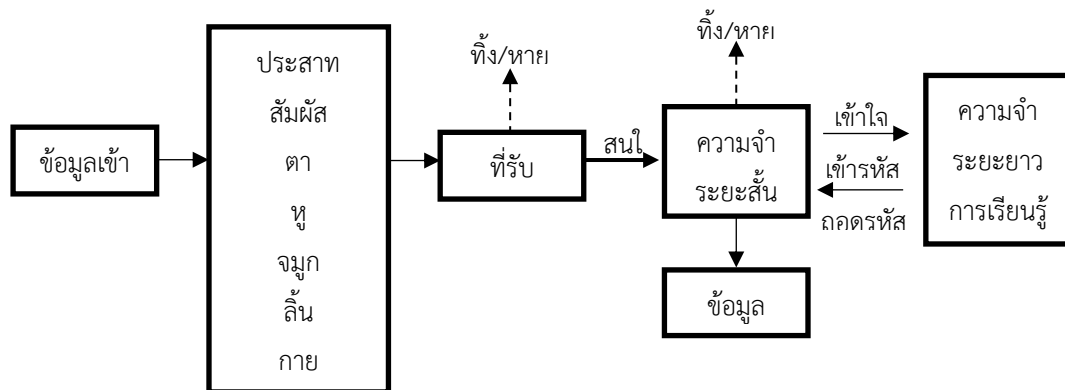 ข้อมูลเข้า
ประสาท
สัมผัส
ตา
หู
จมูก
ลิ้น
กาย
ทิ้ง/หาย
ที่รับ
สนใ
ทิ้ง/หาย
ความจำ
ระยะสั้น
ข้อมูล
เข้าใจ
เข้ารหัส
ถอดรหัส
ความจำ
ระยะยาว
การเรียนรู้